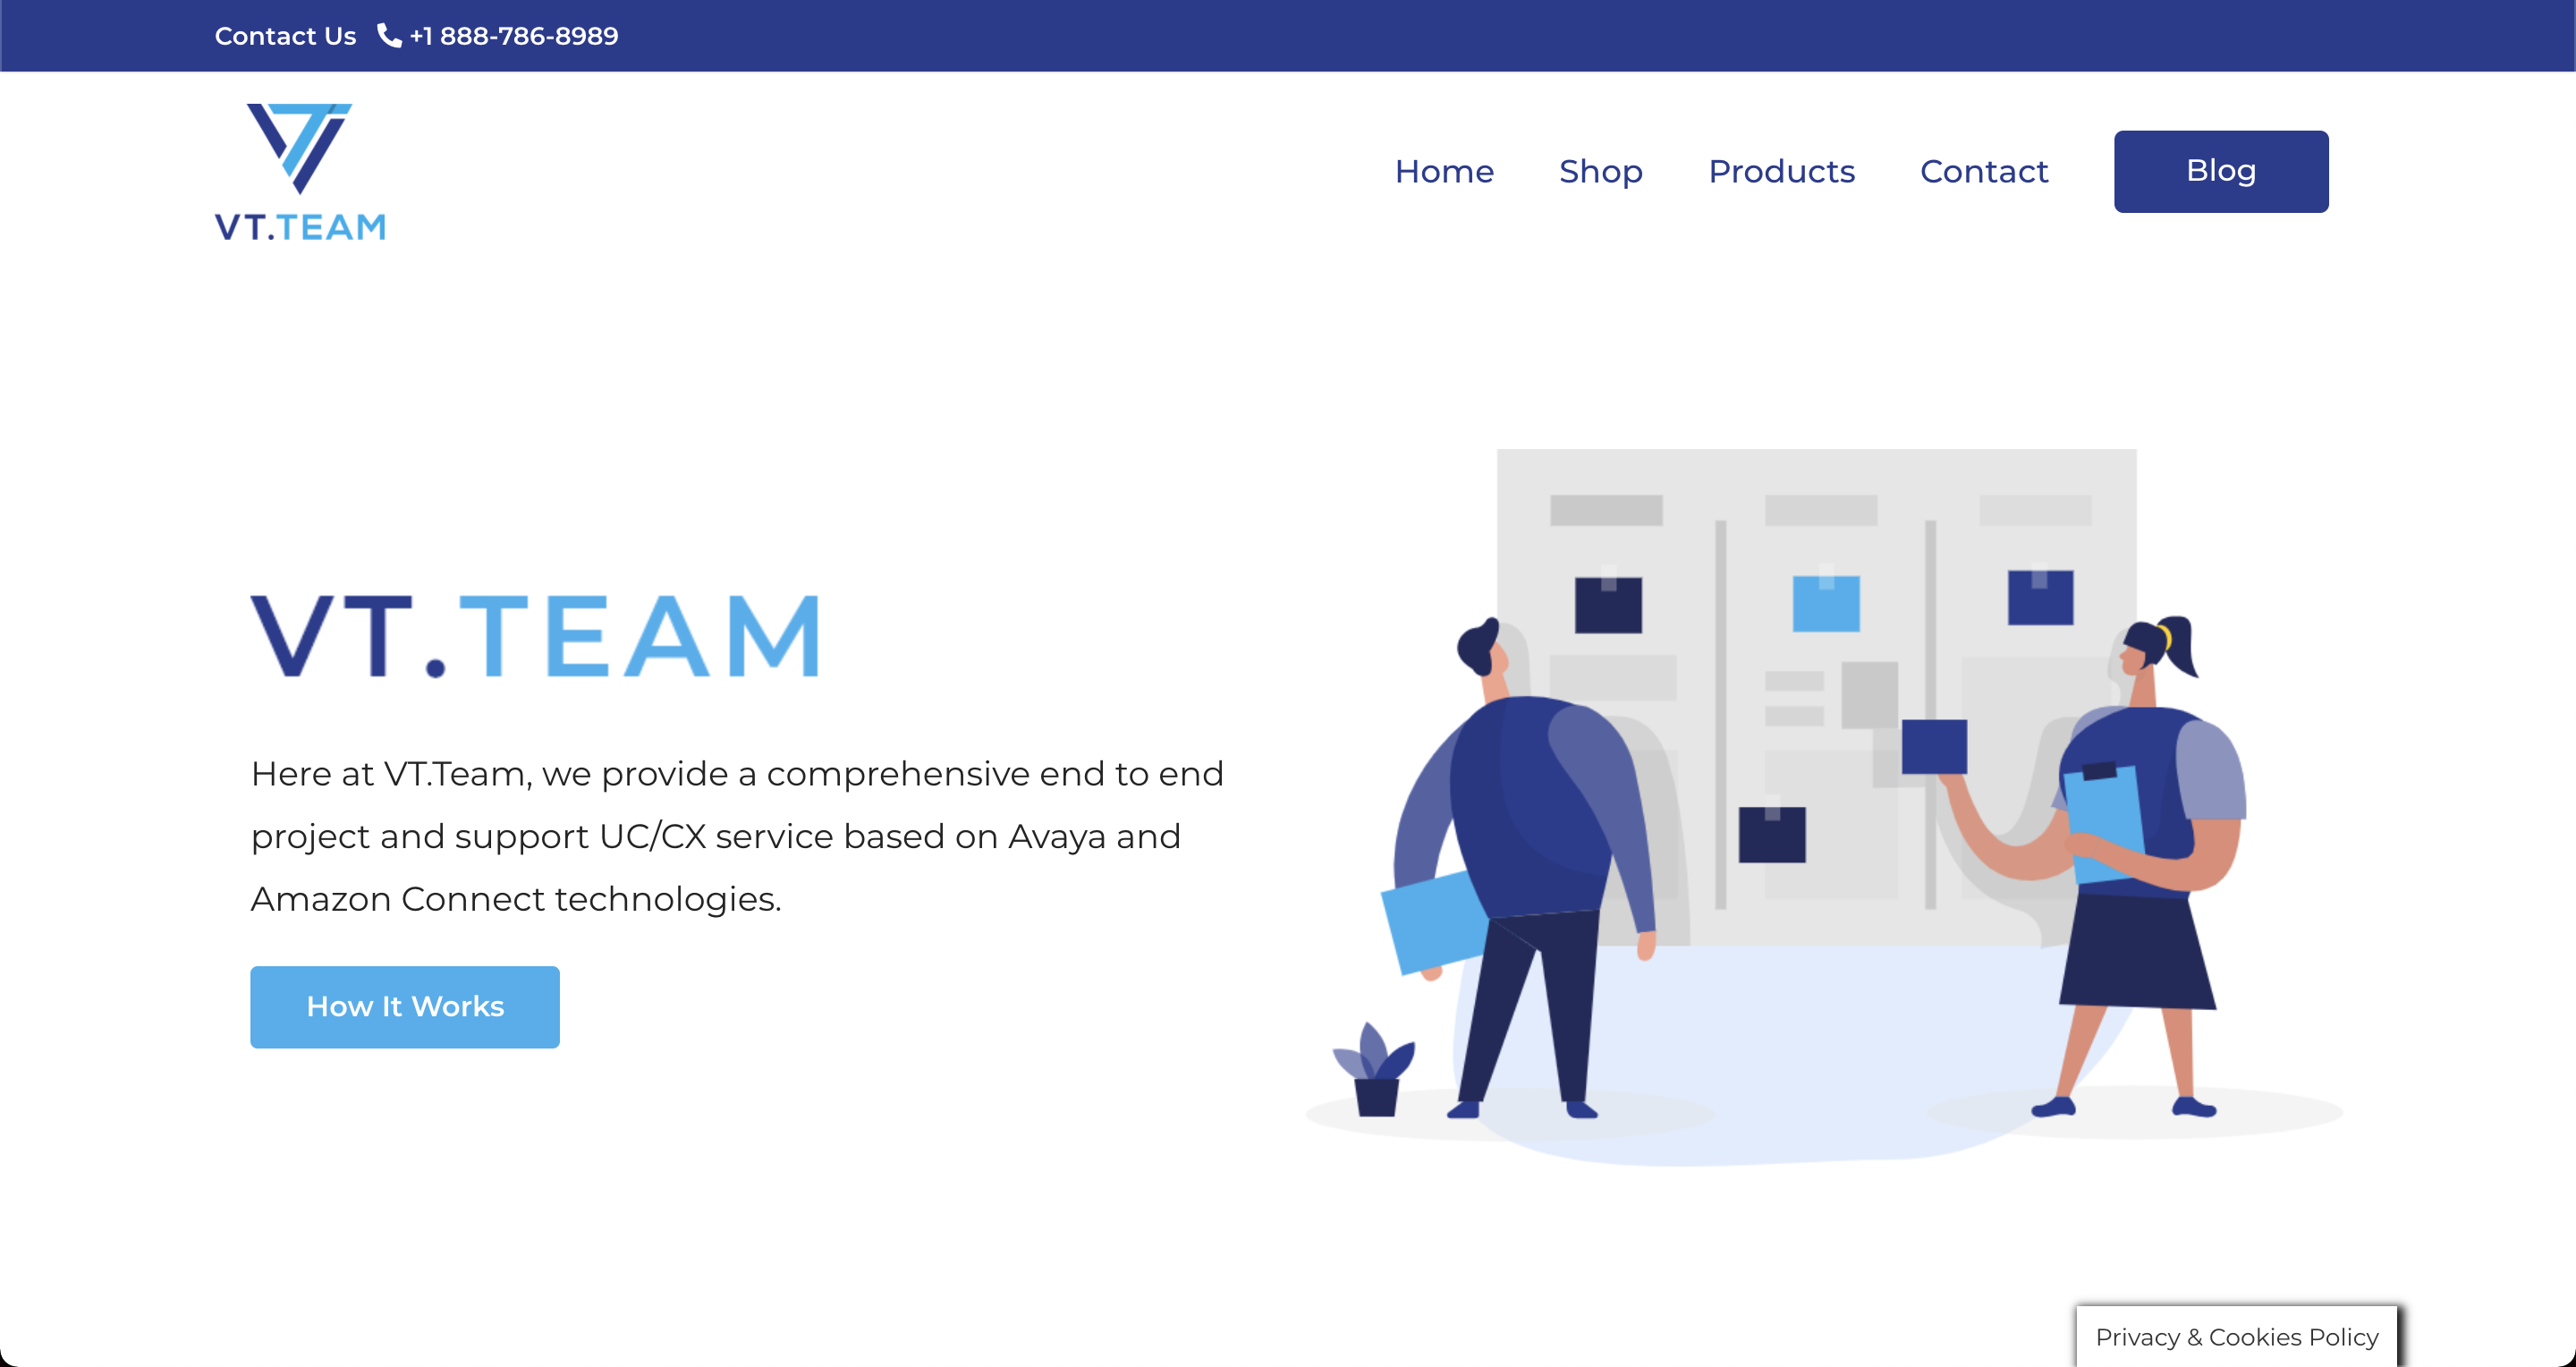 Contact Us +1 888-786-8989
VT.TEAM
Home Shop Products Contact Blog
VT.TEAM
Here at VT.Team, we provide a comprehensive end to end
project and support UC/CX service based on Avaya and
Amazon Connect technologies.
How It Works
Privacy & Cookies Policy